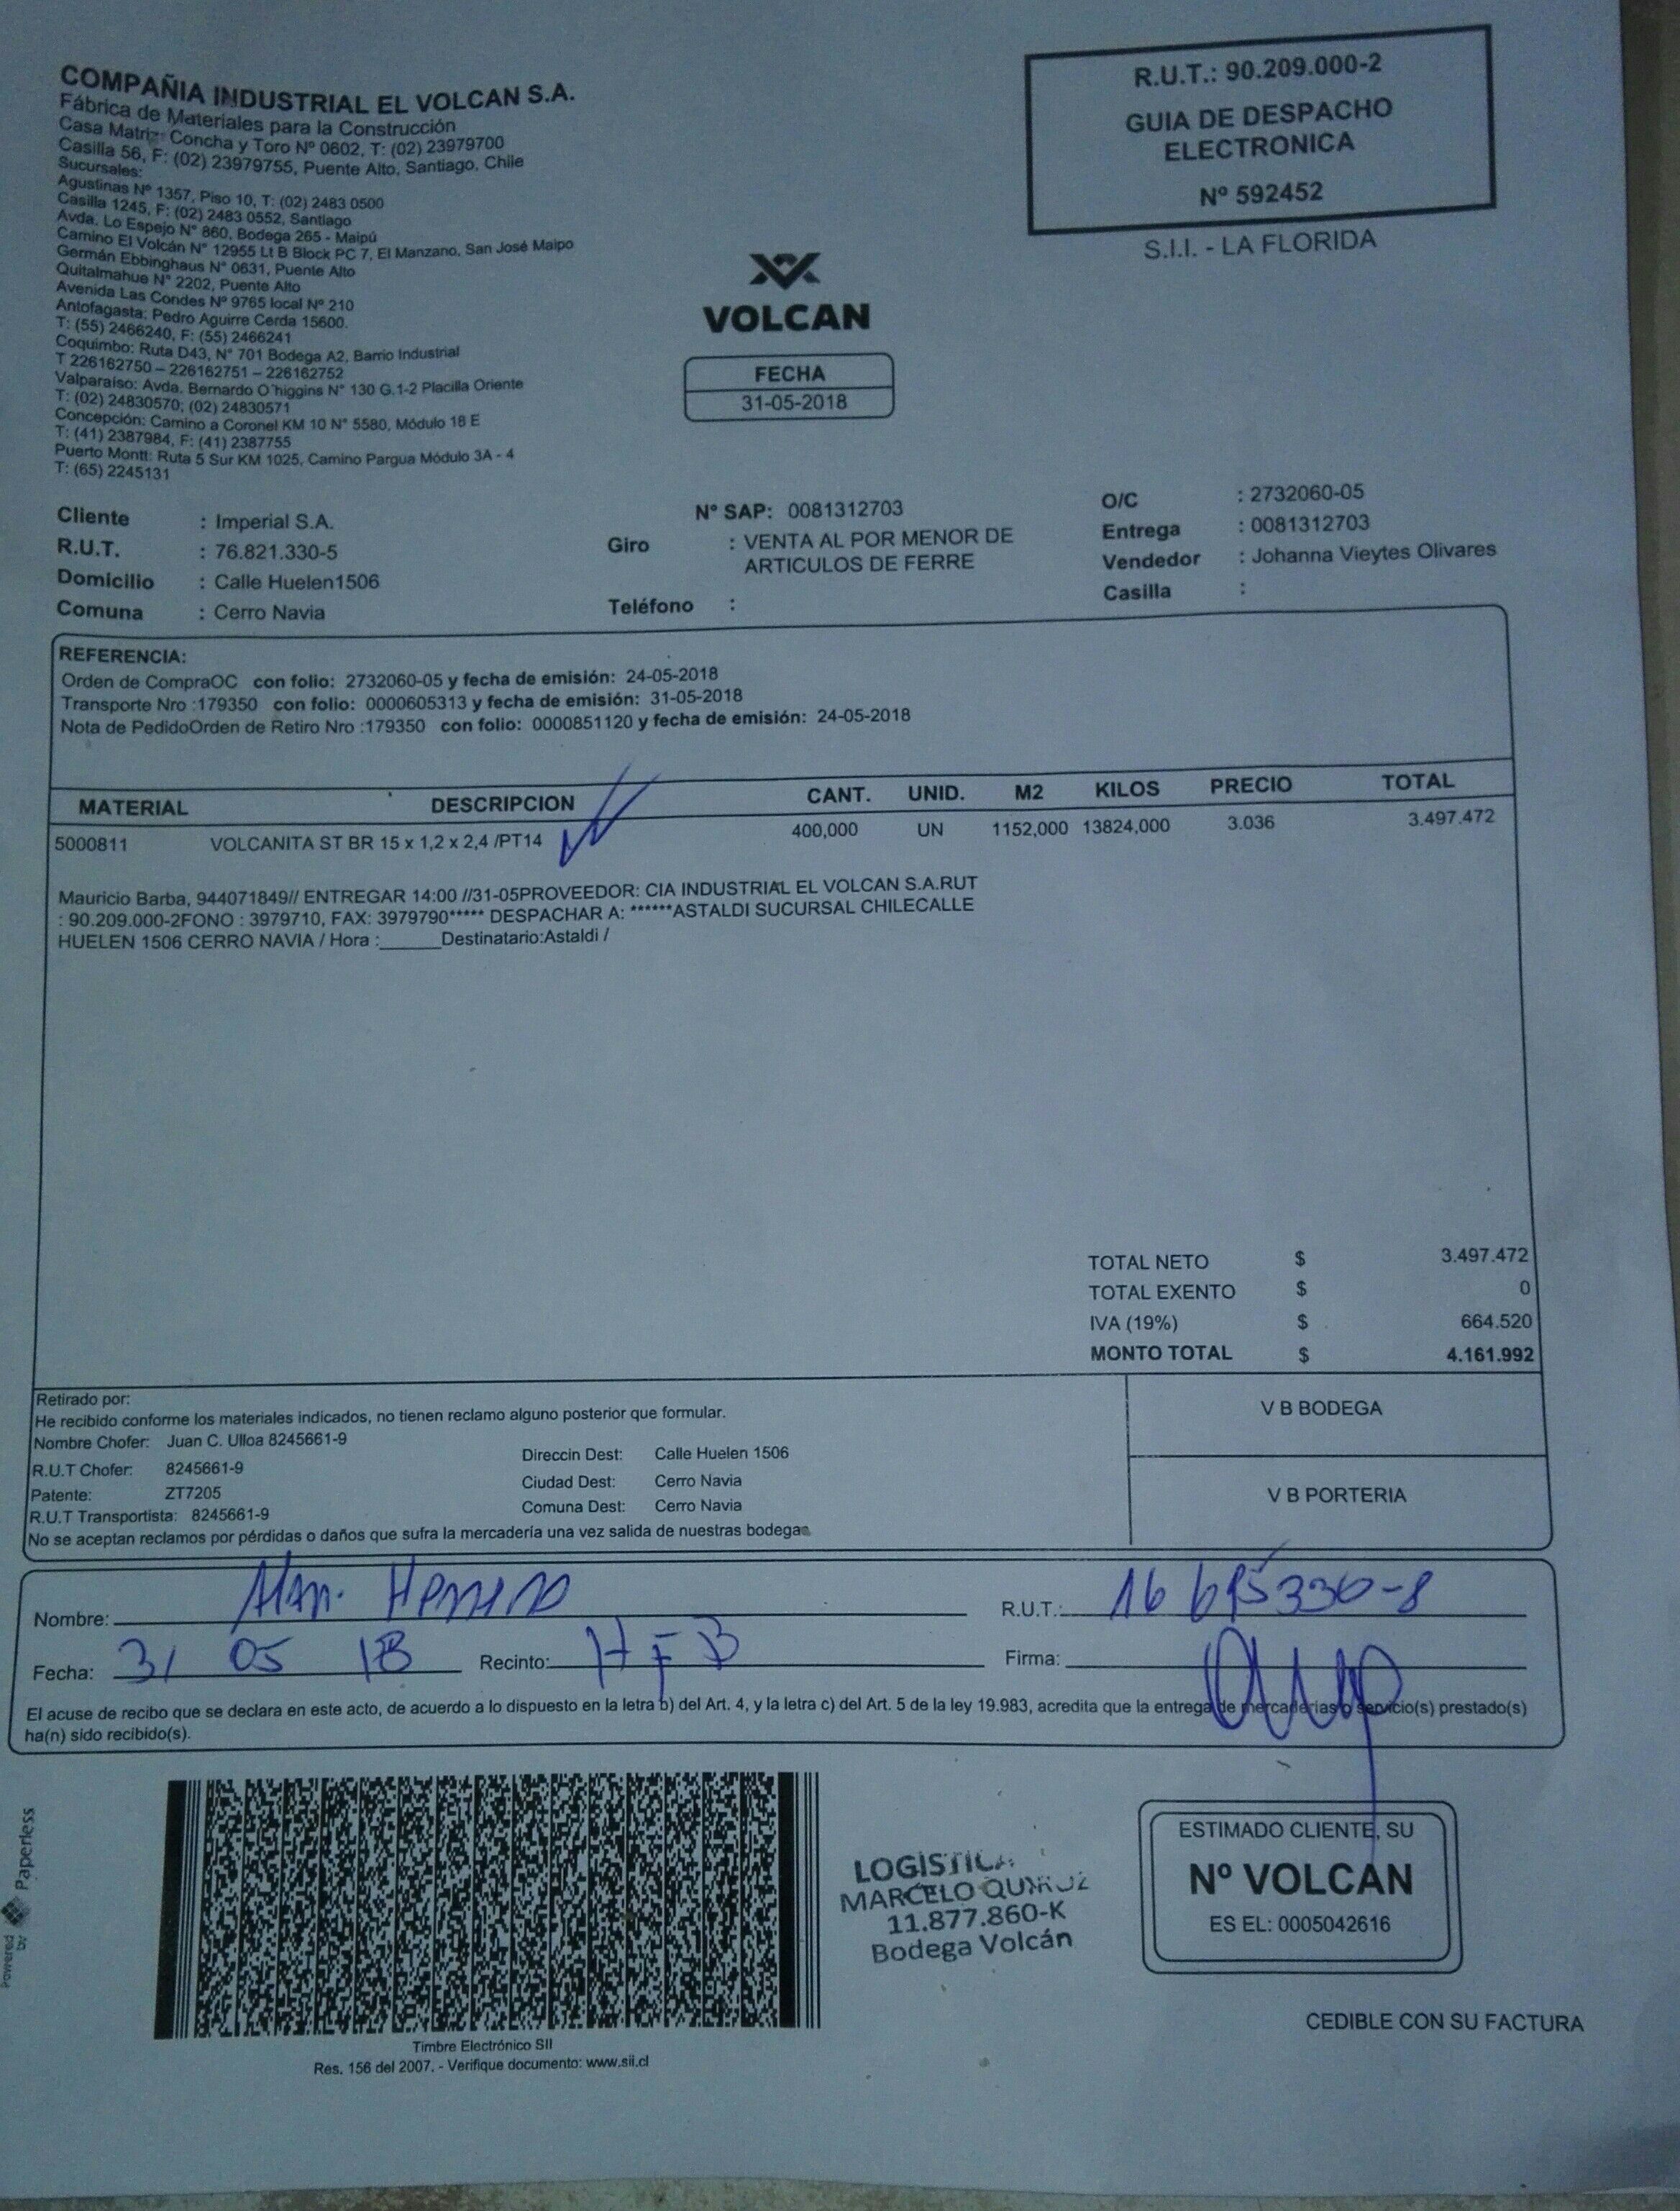 COMPAÑIA INDUSTRIAL EL VOLCAN S.A.
Fábrica de Materiales para la Construcción
Casa Matriz: Concha y Toro Nº 0602, T: (02) 23979700
Casilla 56, F: (02) 23979755, Puente Alto, Santiago, Chile
Sucursales:
Agustinas Nº 1357, Piso 10, T: (02) 2483 0500
Casilla 1245, F: (02) 2483 0552, Santiago
Avda. Lo Espejo N° 860, Bodega 265 - Maipú
Camino El Volcán N° 12955 Lt B Block PC 7, El Manzano, San José Maipo
Germán Ebbinghaus N° 0631, Puente Alto
Quitalmahue N° 2202, Puente Alto
Avenida Las Condes Nº 9765 local Nº 210
Antofagasta: Pedro Aguirre Cerda 15600.
T: (55) 2466240, F: (55) 2466241
Coquimbo: Ruta D43, N° 701 Bodega A2, Barrio Industrial
T 226162750 – 226162751 – 226162752
Valparaiso: Avda. Bernardo O´higgins N° 130 G.1-2 Placilla Oriente
T: (02) 24830570; (02) 24830571
Concepción: Camino a Coronel KM 10 N° 5580, Módulo 18 E
T: (41) 2387984, F: (41) 2387755
Puerto Montt: Ruta 5 Sur KM 1025, Camino Pargua Módulo 3A - 4
T: (65) 2245131
R.U.T.: 90.209.000-2
GUIA DE DESPACHO
ELECTRONICA
Nº 592452
S.I.I. - LA FLORIDA
VOLCAN
FECHA
31-05-2018
Cliente : Imperial S.A.
R.U.T. : 76.821.330-5
Domicilio : Calle Huelen1506
Comuna : Cerro Navia
N° SAP: 0081312703
Giro : VENTA AL POR MENOR DE
ARTICULOS DE FERRE
Teléfono :
O/C : 2732060-05
Entrega : 0081312703
Vendedor : Johanna Vieytes Olivares
Casilla :
REFERENCIA:
Orden de CompraOC con folio: 2732060-05 y fecha de emisión: 24-05-2018
Transporte Nro :179350 con folio: 0000605313 y fecha de emisión: 31-05-2018
Nota de PedidoOrden de Retiro Nro :179350 con folio: 0000851120 y fecha de emisión: 24-05-2018
MATERIAL DESCRIPCION CANT. UNID. M2 KILOS PRECIO TOTAL
5000811 VOLCANITA ST BR 15 x 1,2 x 2,4 /PT14 400,000 UN 1152,000 13824,000 3.036 3.497.472
Mauricio Barba, 944071849// ENTREGAR 14:00 //31-05PROVEEDOR: CIA INDUSTRIAL EL VOLCAN S.A.RUT
: 90.209.000-2FONO : 3979710, FAX: 3979790***** DESPACHAR A: ******ASTALDI SUCURSAL CHILECALLE
HUELEN 1506 CERRO NAVIA / Hora :______Destinatario:Astaldi /
TOTAL NETO $ 3.497.472
TOTAL EXENTO $ 0
IVA (19%) $ 664.520
MONTO TOTAL $ 4.161.992
Retirado por:
He recibido conforme los materiales indicados, no tienen reclamo alguno posterior que formular.
Nombre Chofer: Juan C. Ulloa 8245661-9
R.U.T Chofer: 8245661-9
Patente: ZT7205
R.U.T Transportista: 8245661-9
Direccin Dest: Calle Huelen 1506
Ciudad Dest: Cerro Navia
Comuna Dest: Cerro Navia
No se aceptan reclamos por pérdidas o daños que sufra la mercadería una vez salida de nuestras bodegas
V B BODEGA
V B PORTERIA
Nombre: R.U.T.:
Fecha: 31 05 18 Recinto: HFB Firma:
El acuse de recibo que se declara en este acto, de acuerdo a lo dispuesto en la letra b) del Art. 4, y la letra c) del Art. 5 de la ley 19.983, acredita que la entrega de mercaderias o servicio(s) prestado(s)
ha(n) sido recibido(s).
Powered by Paperless
Timbre Electrónico SII
Res. 156 del 2007. - Verifique documento: www.sii.cl
LOGISTICA
MARCELO QUIROZ
11.877.860-K
Bodega Volcán
ESTIMADO CLIENTE, SU
Nº VOLCAN
ES EL: 0005042616
CEDIBLE CON SU FACTURA